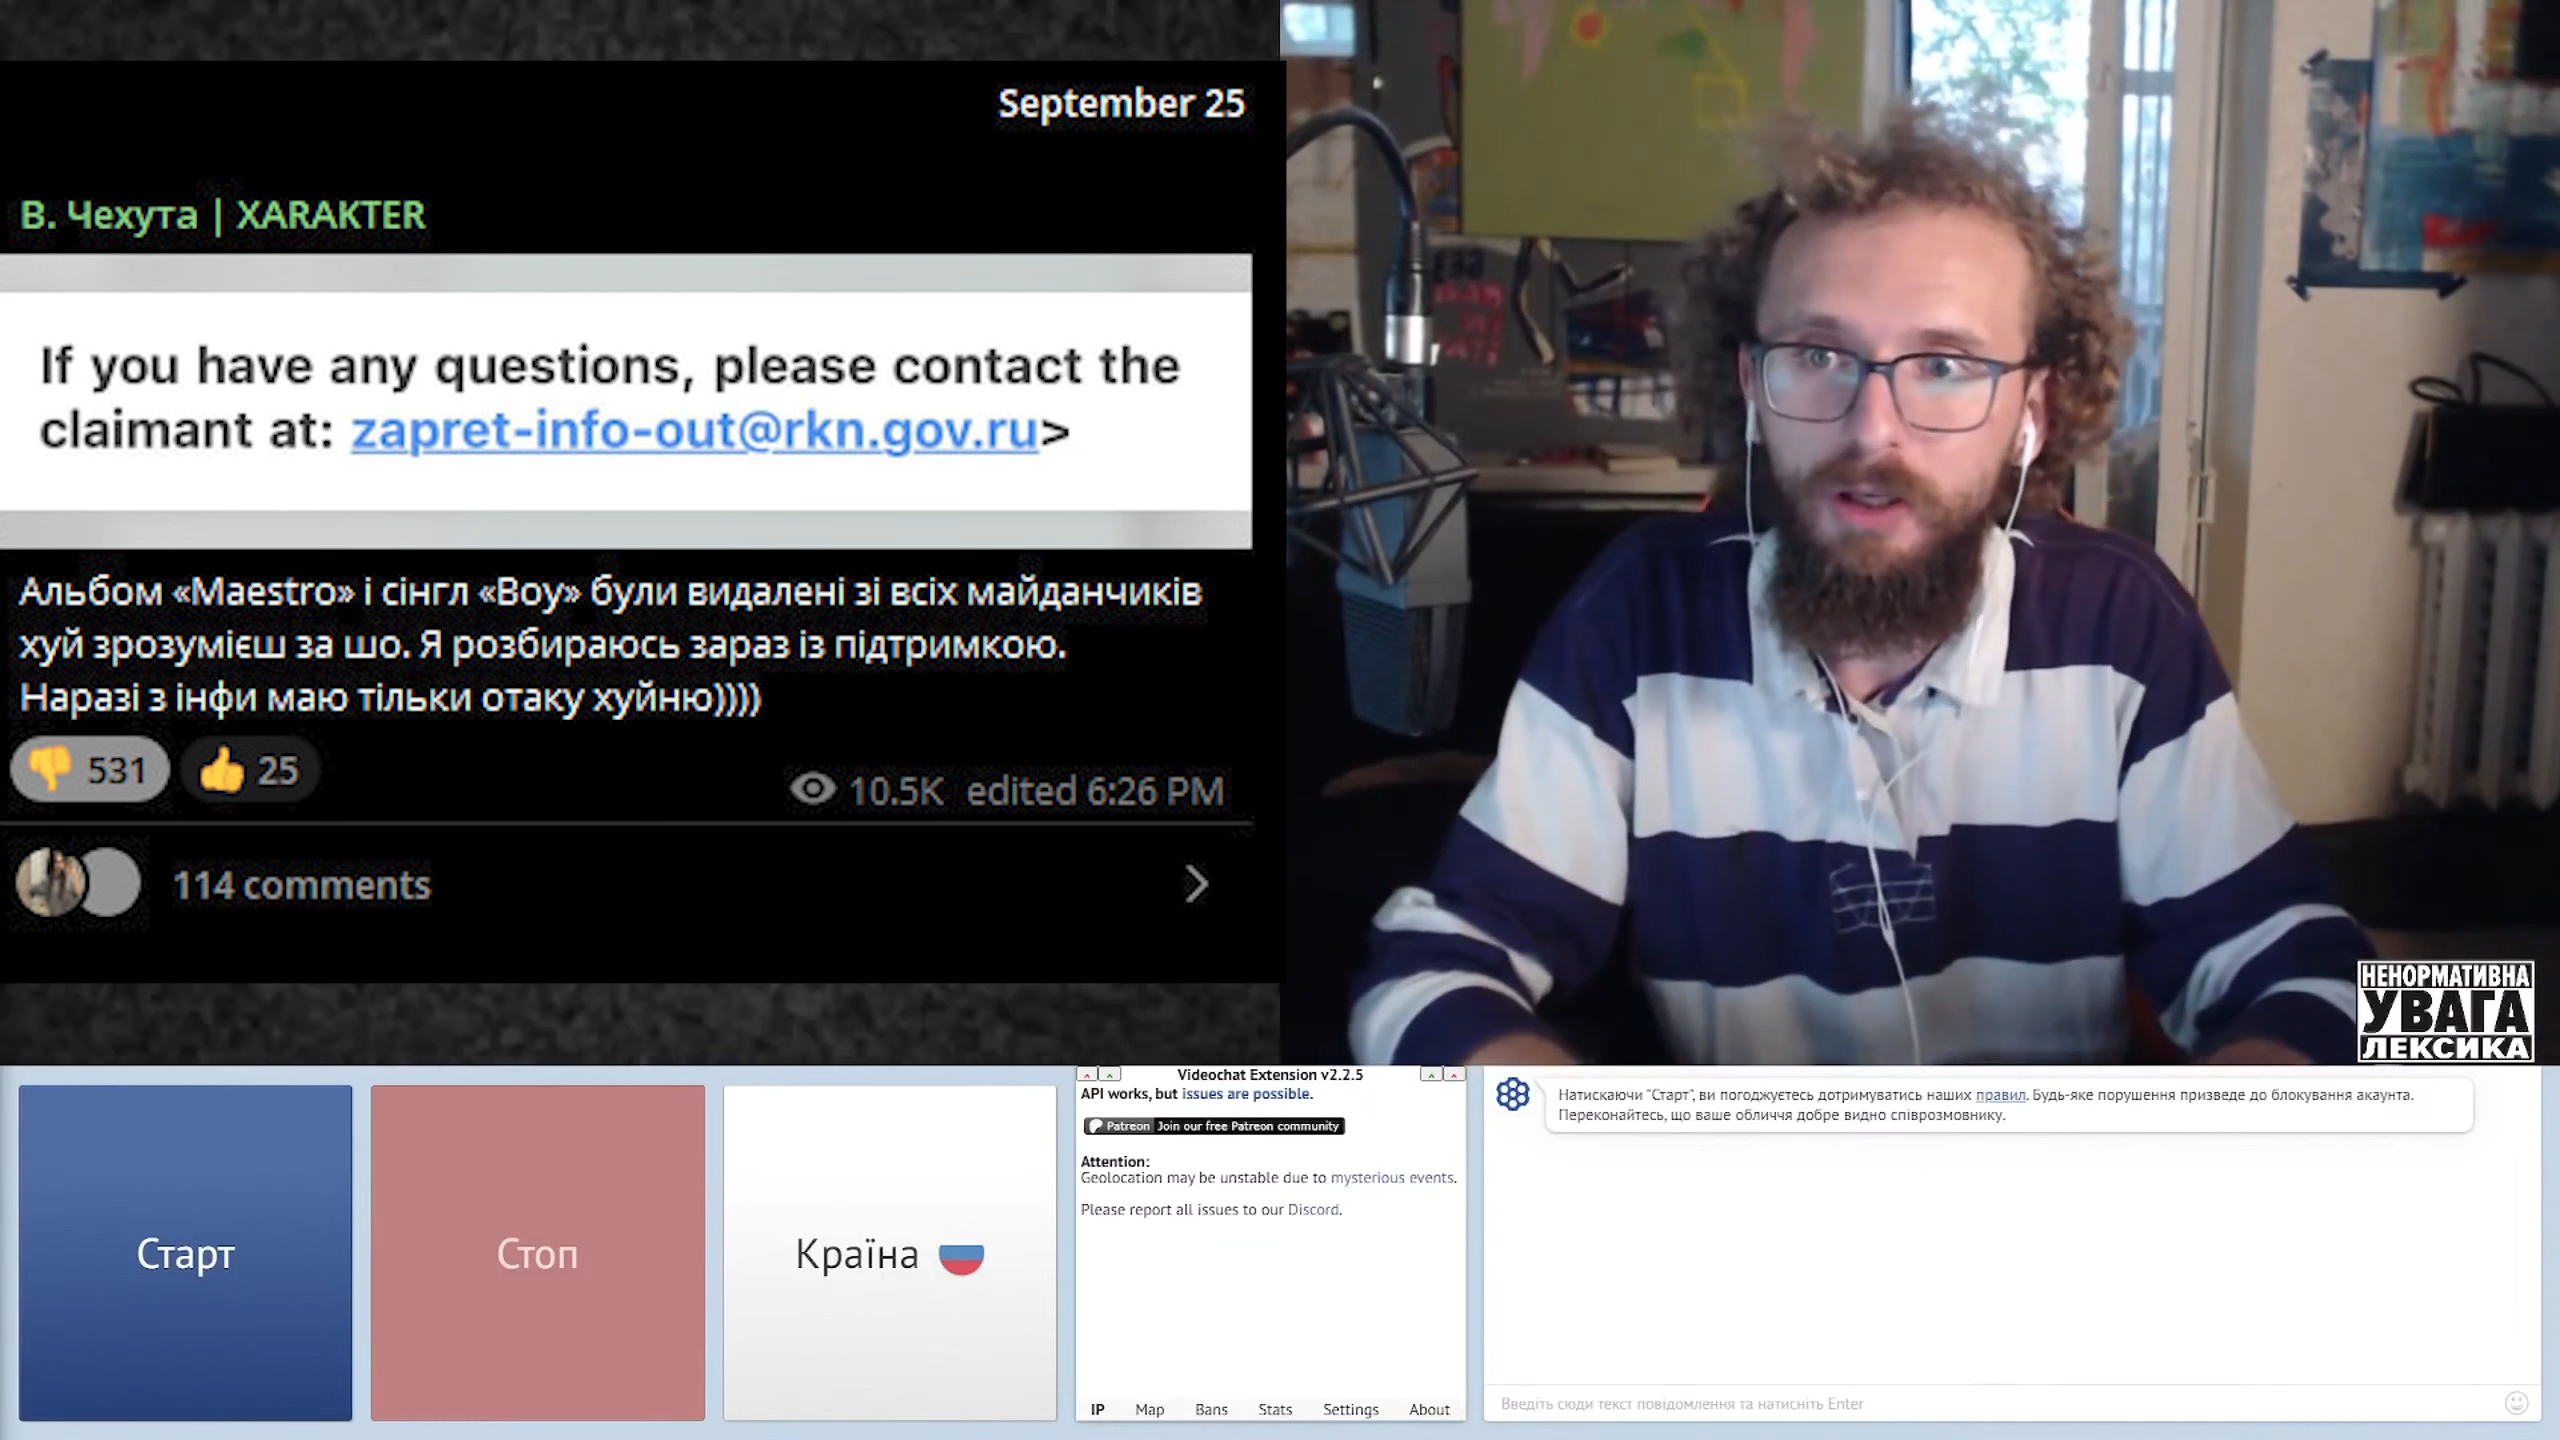 September 25
В. Чехута | XARAKTER
If you have any questions, please contact the
claimant at: zapret-info-out@rkn.gov.ru>
Альбом «Maestro» і сінгл «Boy» були видалені зі всіх майданчиків
хуй зрозумієш за шо. Я розбираюсь зараз із підтримкою.
Наразі з інфи маю тільки отаку хуйню))))
531 25
10.5K edited 6:26 PM
114 comments
НЕНОРМАТИВНА
УВАГА
ЛЕКСИКА
Старт
Стоп
Країна
Videochat Extension v2.2.5
API works, but issues are possible.
Patreon Join our free Patreon community
Attention:
Geolocation may be unstable due to mysterious events.
Please report all issues to our Discord.
IP Map Bans Stats Settings About
Натискаючи "Старт", ви погоджуєтесь дотримуватись наших правил. Будь-яке порушення призведе до блокування акаунта.
Переконайтесь, що ваше обличчя добре видно співрозмовнику.
Введіть сюди текст повідомлення та натисніть Enter